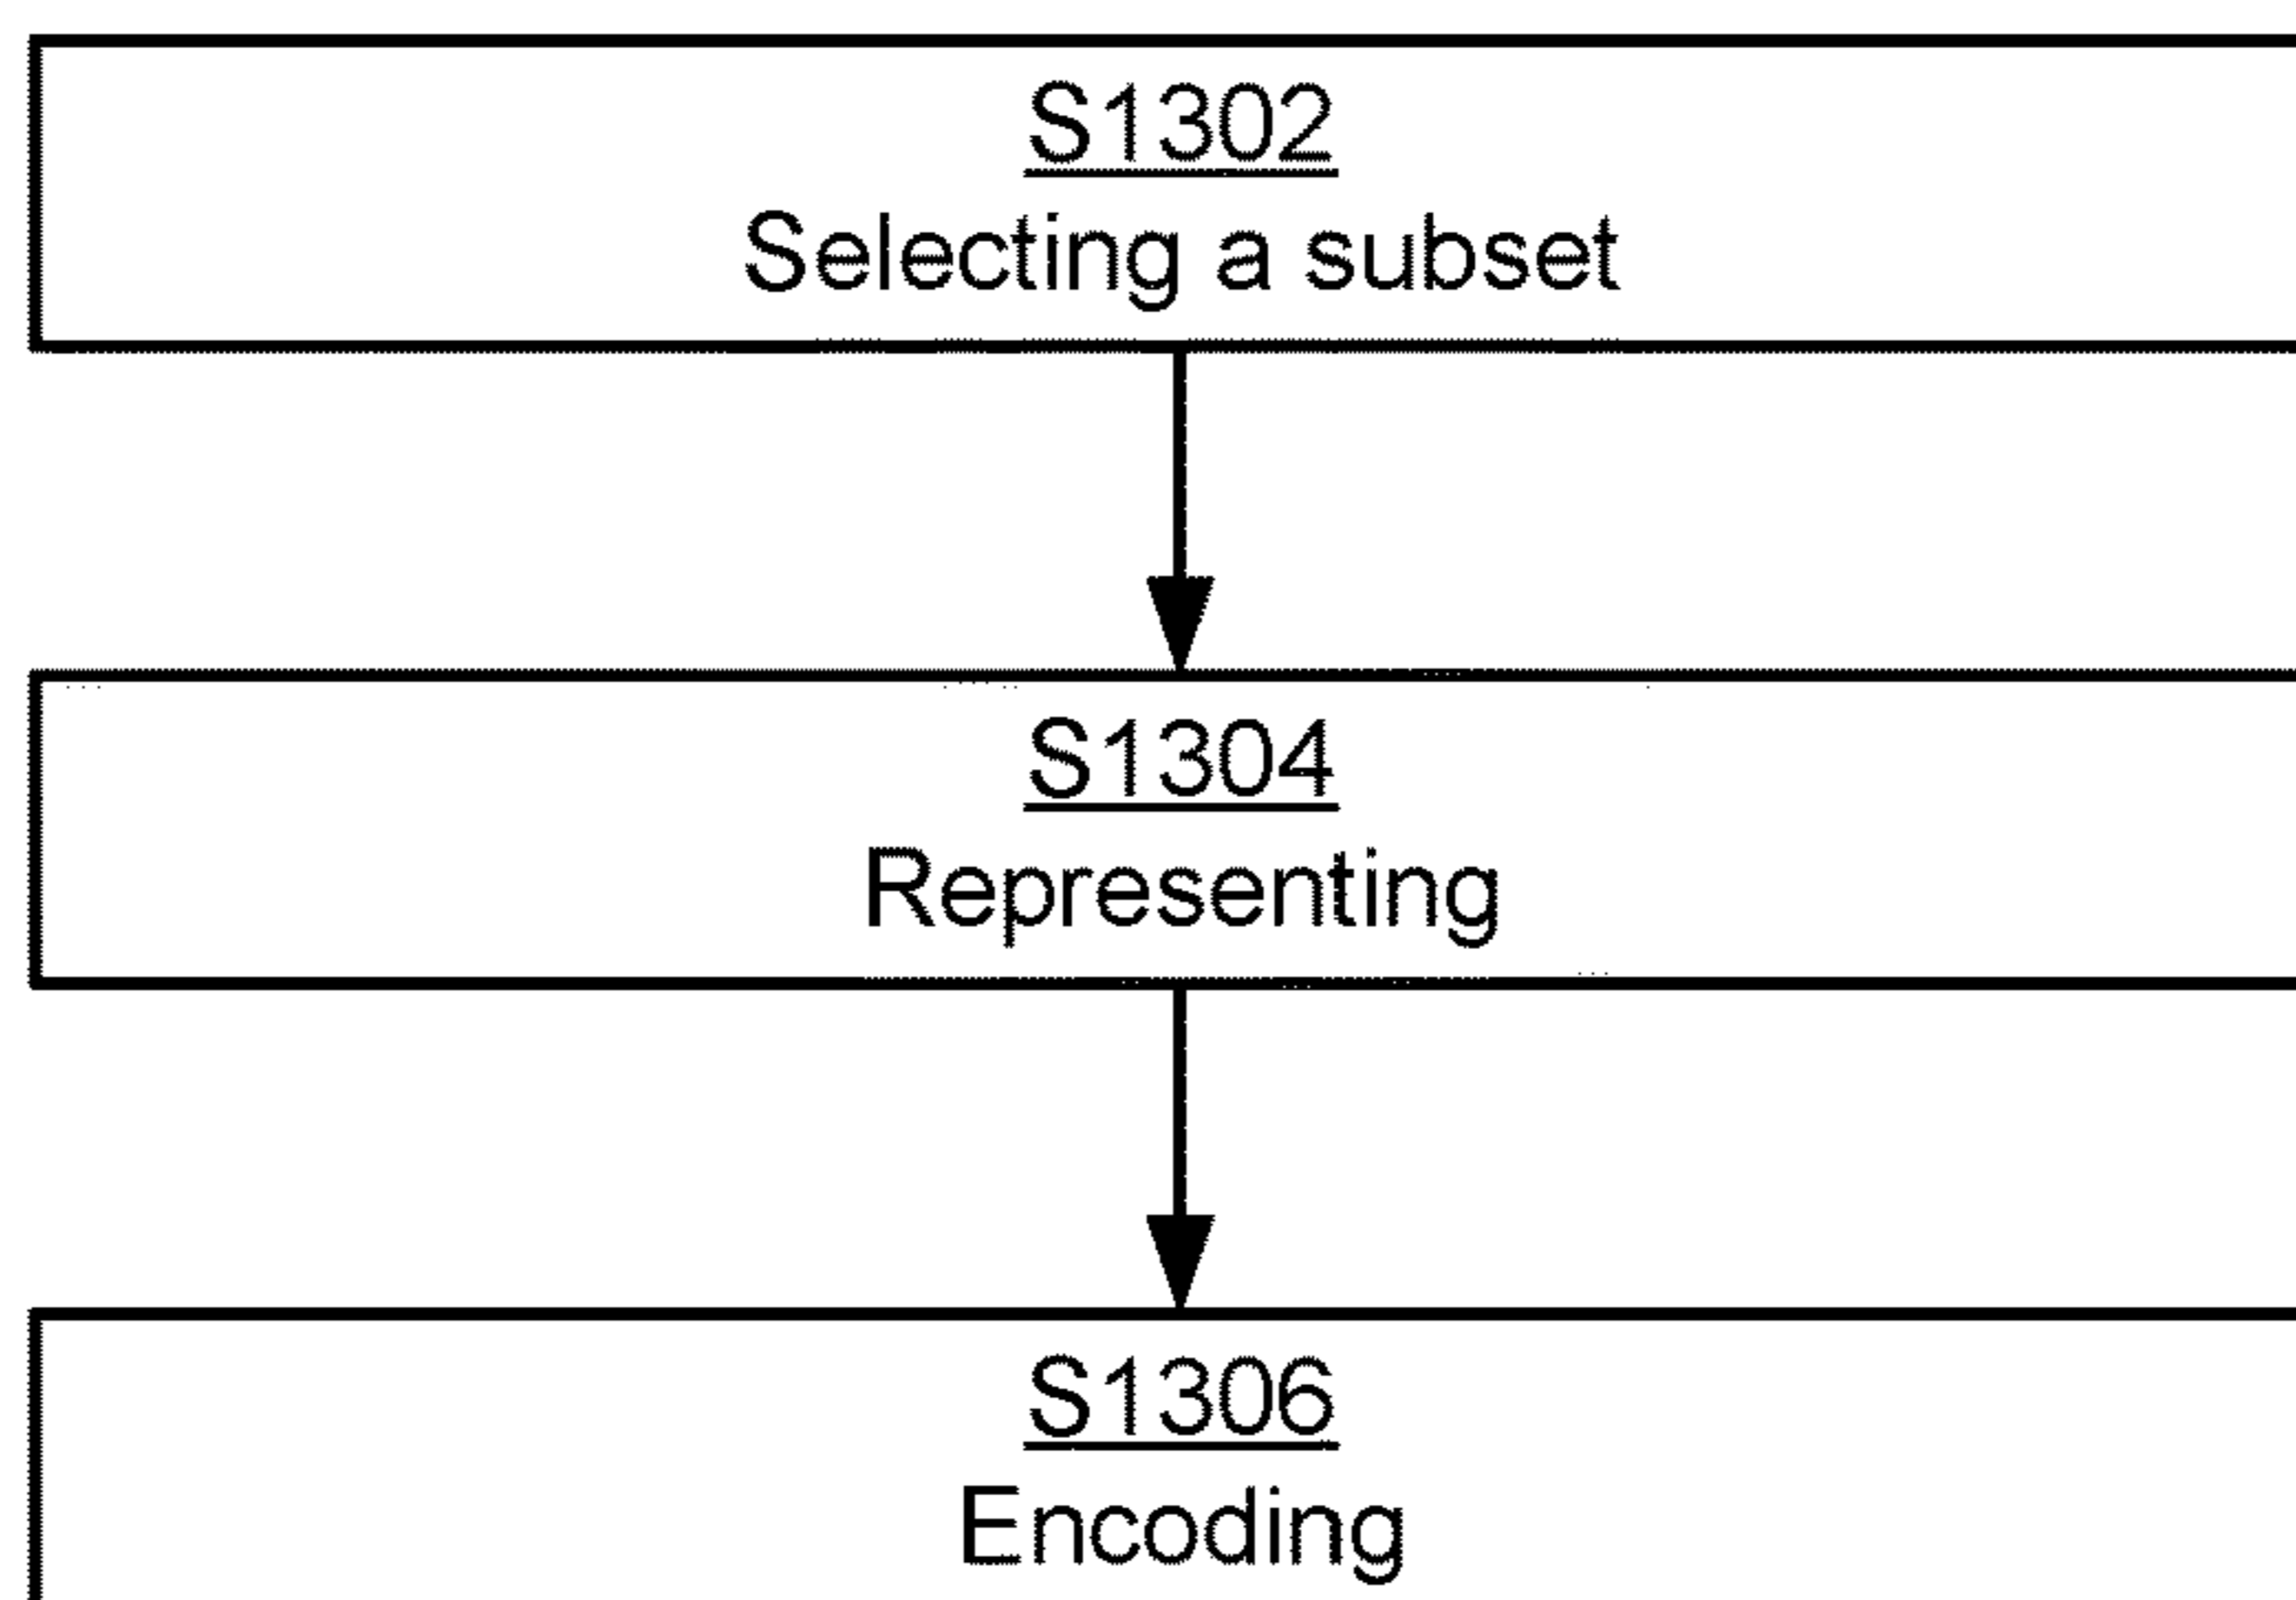 S1302
Selecting a subset
S1304
Representing
S1306
Encoding